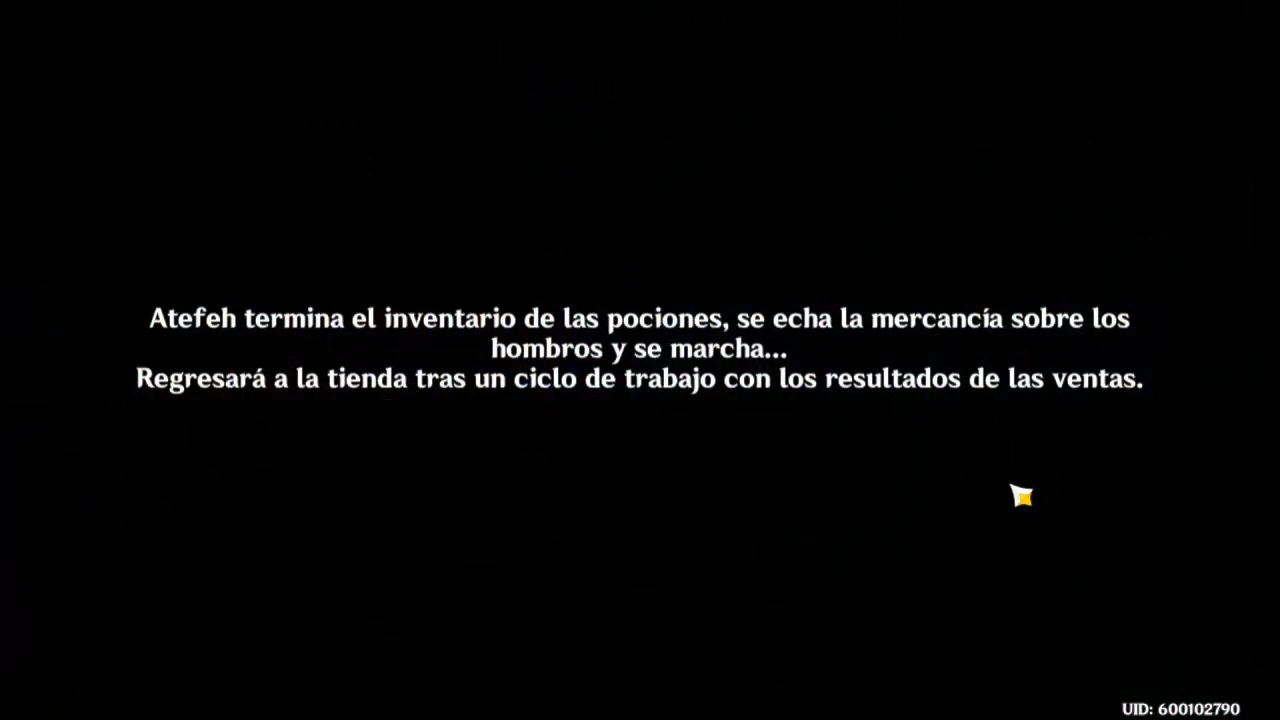 Atefeh termina el inventario de las pociones, se echa la mercancía sobre los
hombros y se marcha...
Regresará a la tienda tras un ciclo de trabajo con los resultados de las ventas.
UID: 600102790